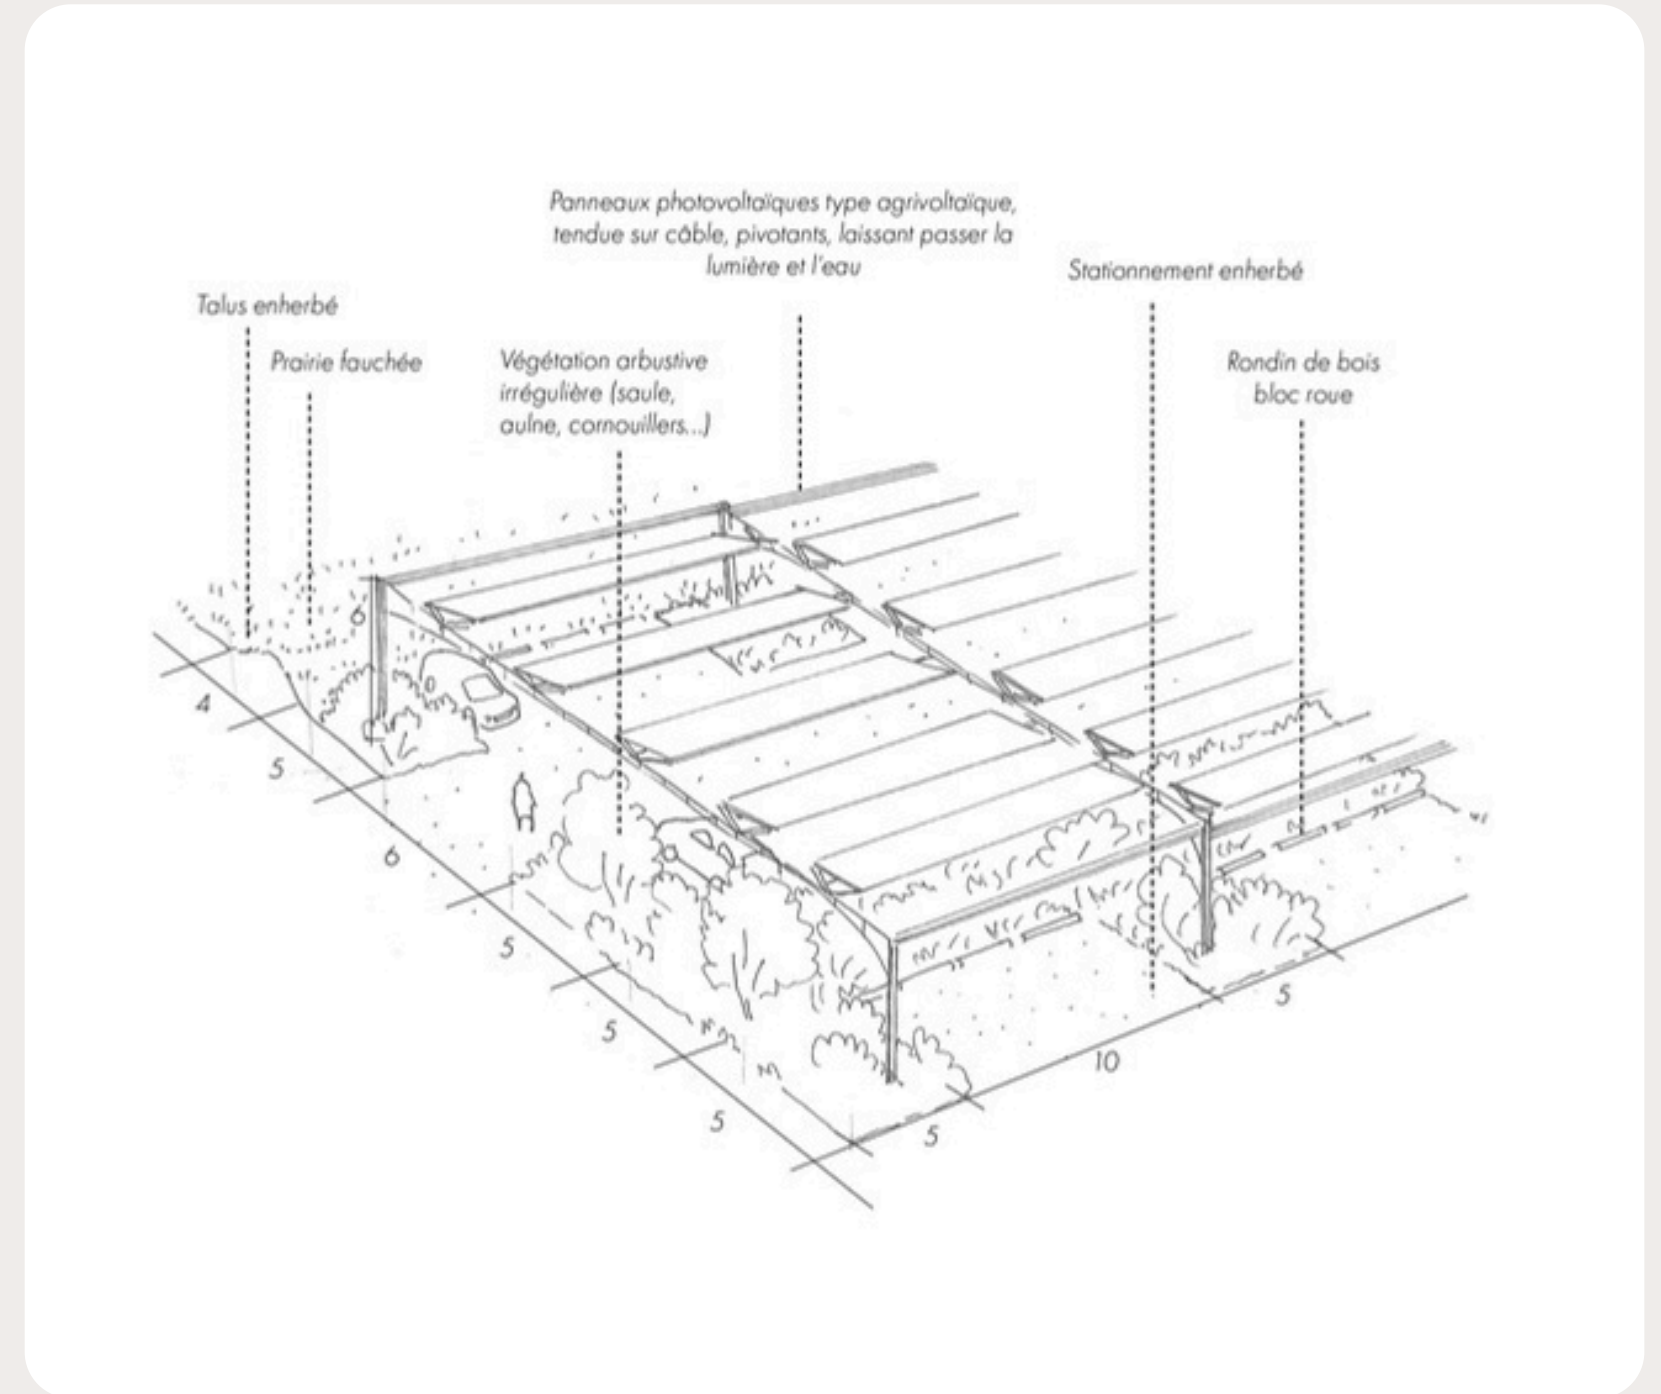 Panneaux photovoltaïques type agrivoltaïque,
tendue sur câble, pivotants, laissant passer la
lumière et l'eau
Stationnement enherbé
Talus enherbé
Prairie fauchée
Végétation arbustive
irrégulière (saule,
aulne, cornouillers...)
Rondin de bois
bloc roue
6
4
5
6
5
5
5
5
10
5